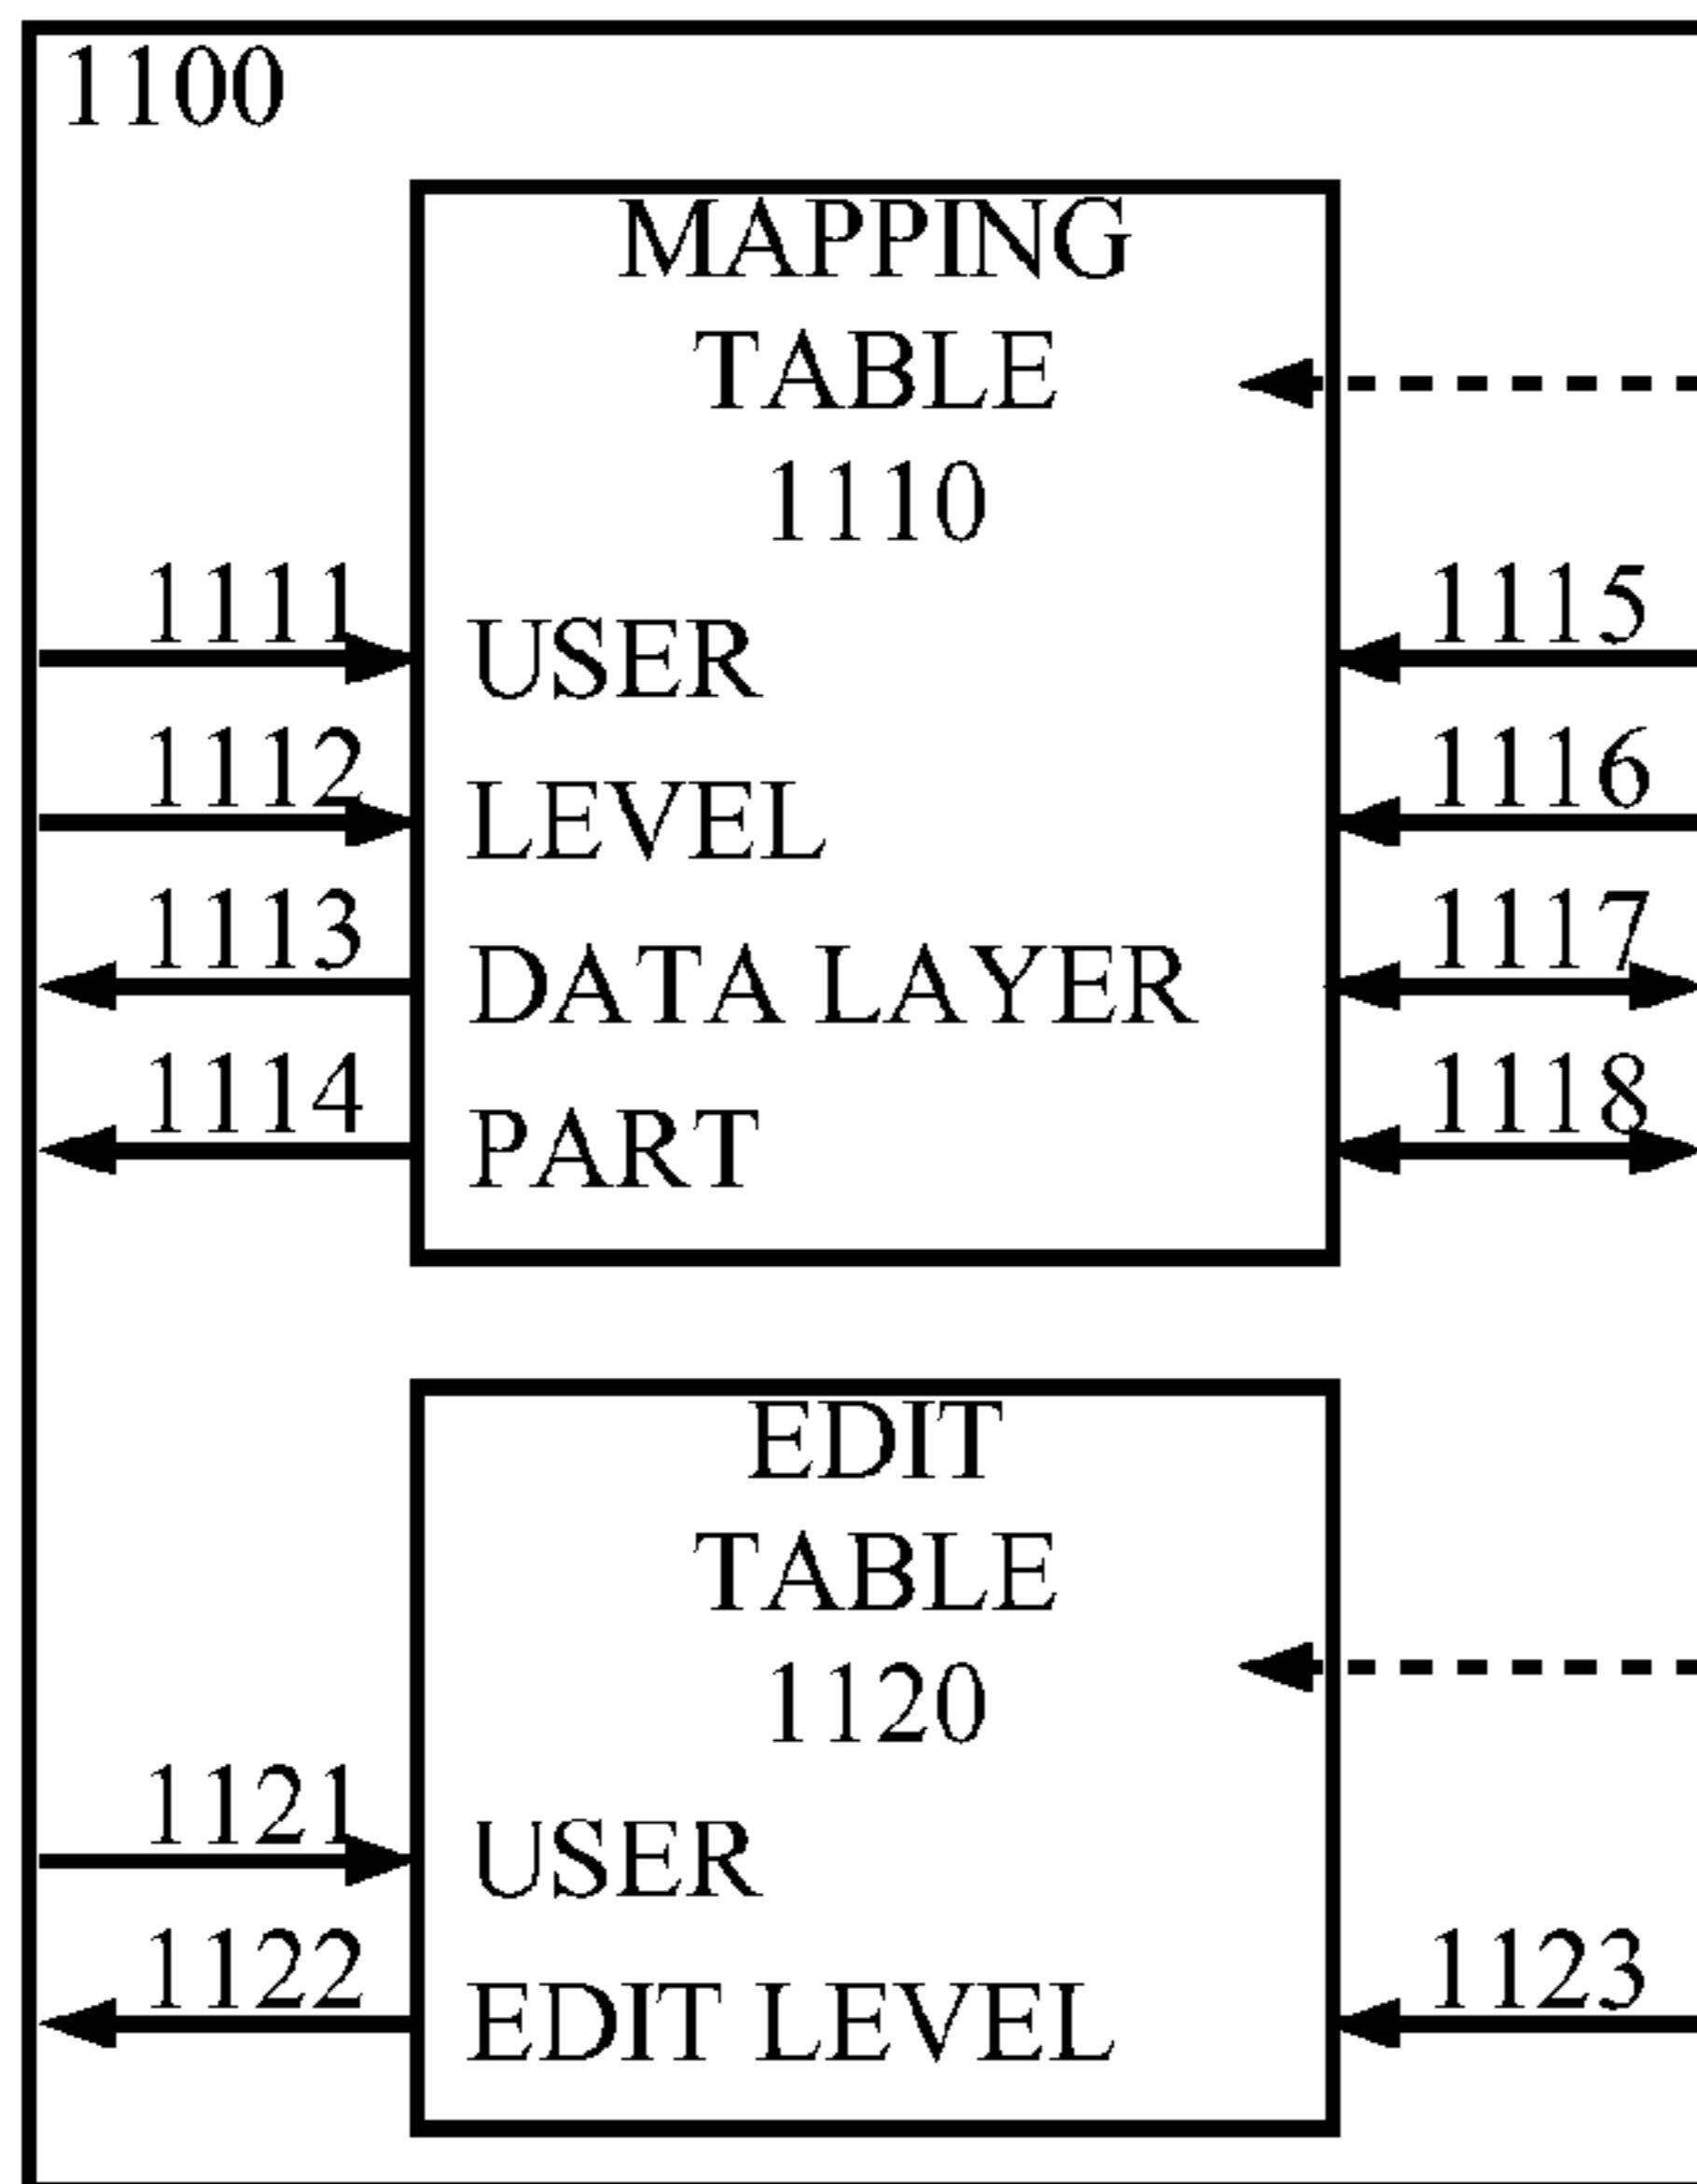 1100
MAPPING
TABLE
1110
1111
USER
1115
1112
LEVEL
1116
1113
DATA LAYER
1117
1114
PART
1118
EDIT
TABLE
1120
1121
USER
1122
EDIT LEVEL
1123